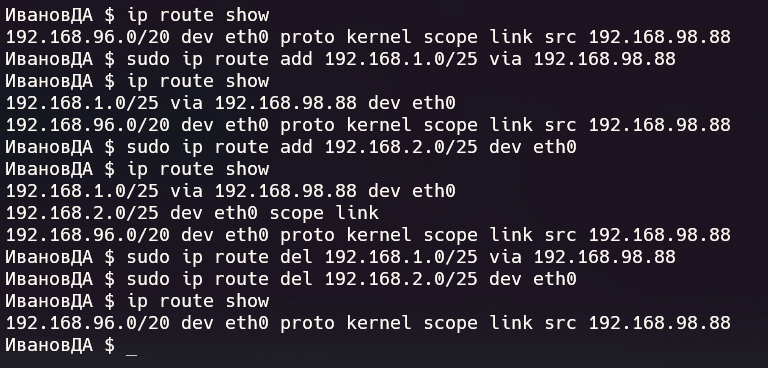 ИвановДА $ ip route show
192.168.96.0/20 dev eth0 proto kernel scope link src 192.168.98.88
ИвановДА $ sudo ip route add 192.168.1.0/25 via 192.168.98.88
ИвановДА $ ip route show
192.168.1.0/25 via 192.168.98.88 dev eth0
192.168.96.0/20 dev eth0 proto kernel scope link src 192.168.98.88
ИвановДА $ sudo ip route add 192.168.2.0/25 dev eth0
ИвановДА $ ip route show
192.168.1.0/25 via 192.168.98.88 dev eth0
192.168.2.0/25 dev eth0 scope link
192.168.96.0/20 dev eth0 proto kernel scope link src 192.168.98.88
ИвановДА $ sudo ip route del 192.168.1.0/25 via 192.168.98.88
ИвановДА $ sudo ip route del 192.168.2.0/25 dev eth0
ИвановДА $ ip route show
192.168.96.0/20 dev eth0 proto kernel scope link src 192.168.98.88
ИвановДА $ _